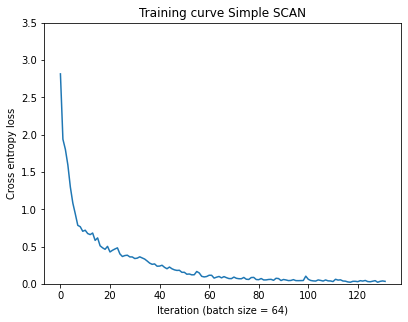 Training curve Simple SCAN
3.5
3.0
2.5
2.0
1.5
1.0
0.5
0.0
Cross entropy loss
0 20 40 60 80 100 120
Iteration (batch size = 64)